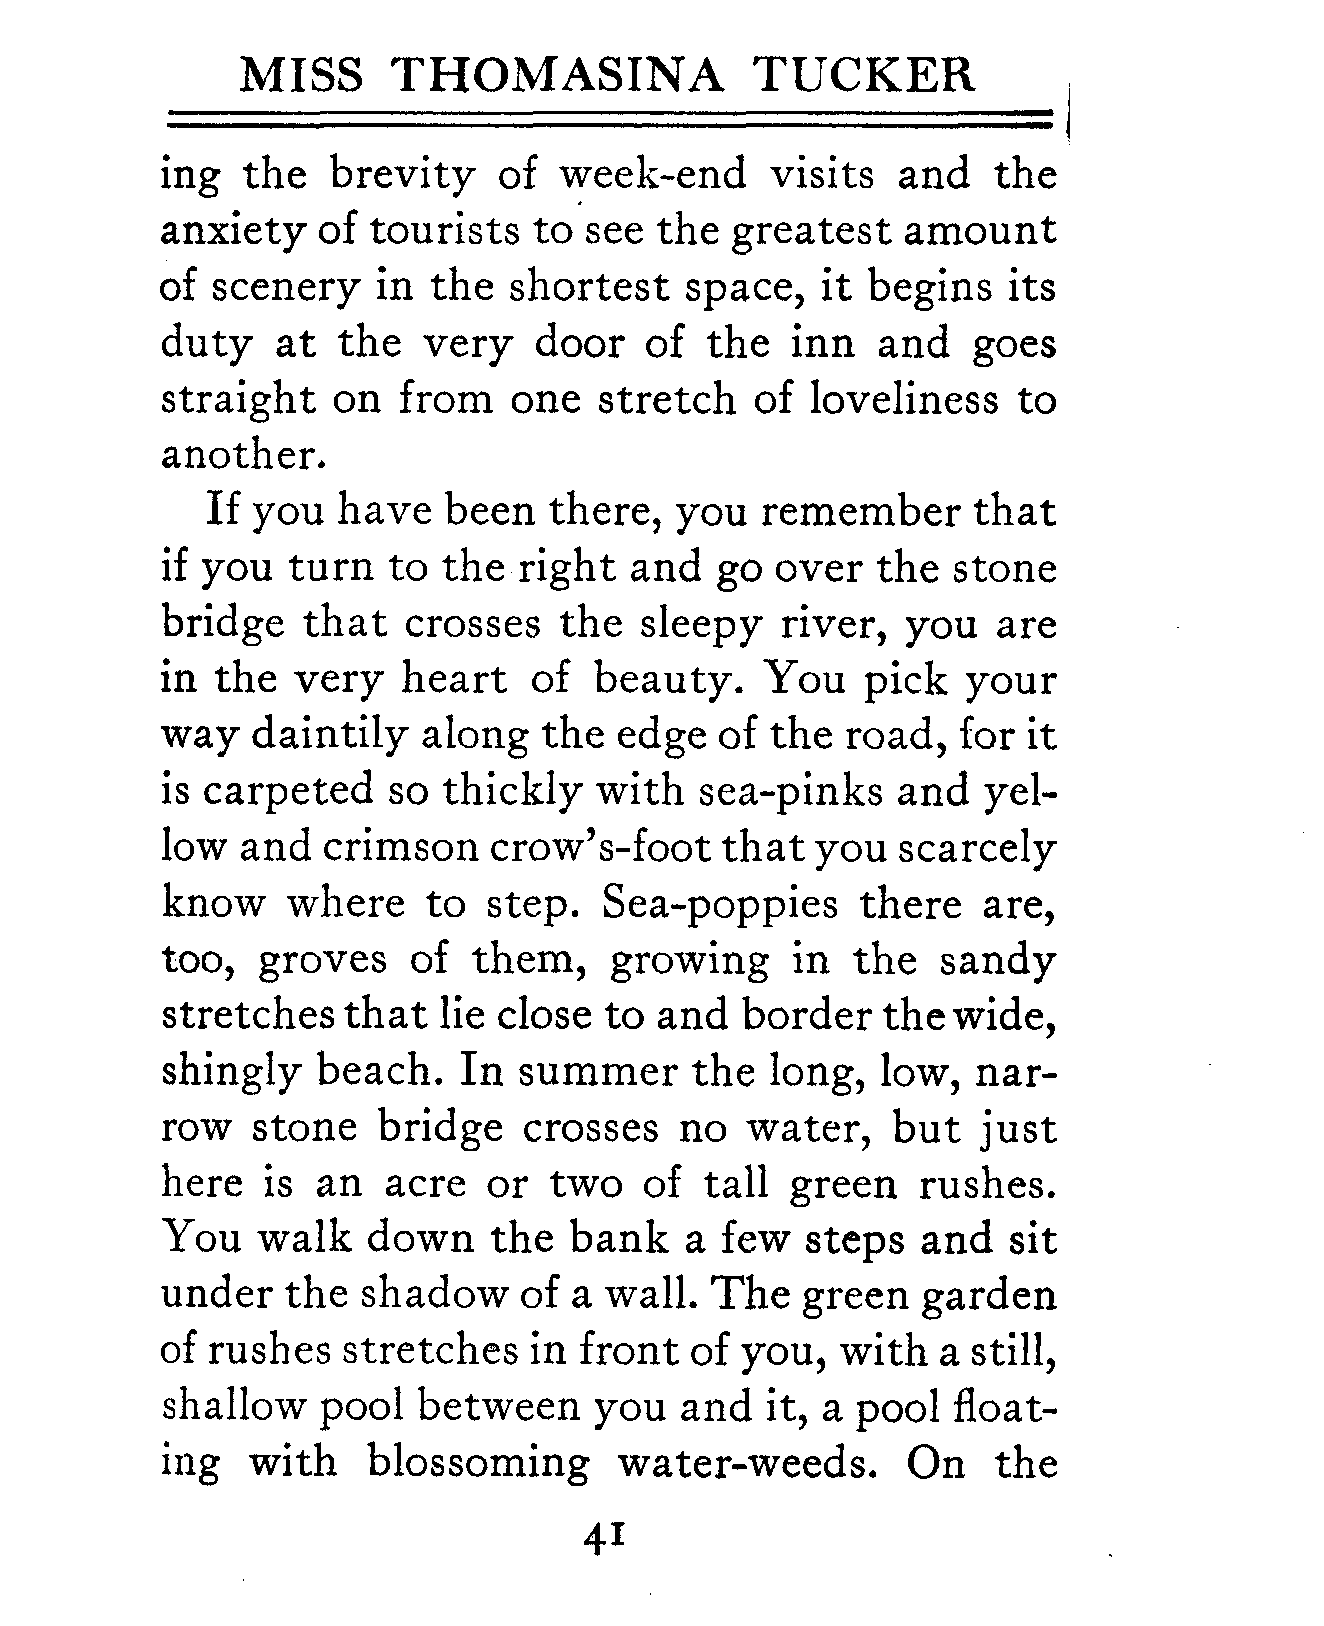 MISS THOMASINA TUCKER
ing the brevity of week-end visits and the
anxiety of tourists to see the greatest amount
of scenery in the shortest space, it begins its
duty at the very door of the inn and goes
straight on from one stretch of loveliness to
another.
If you have been there, you remember that
if you turn to the right and go over the stone
bridge that crosses the sleepy river, you are
in the very heart of beauty. You pick your
way daintily along the edge of the road, for it
is carpeted so thickly with sea-pinks and yel-
low and crimson crow's-foot that you scarcely
know where to step. Sea-poppies there are,
too, groves of them, growing in the sandy
stretches that lie close to and border the wide,
shingly beach. In summer the long, low, nar-
row stone bridge crosses no water, but just
here is an acre or two of tall green rushes.
You walk down the bank a few steps and sit
under the shadow of a wall. The green garden
of rushes stretches in front of you, with a still,
shallow pool between you and it, a pool float-
ing with blossoming water-weeds. On the
41